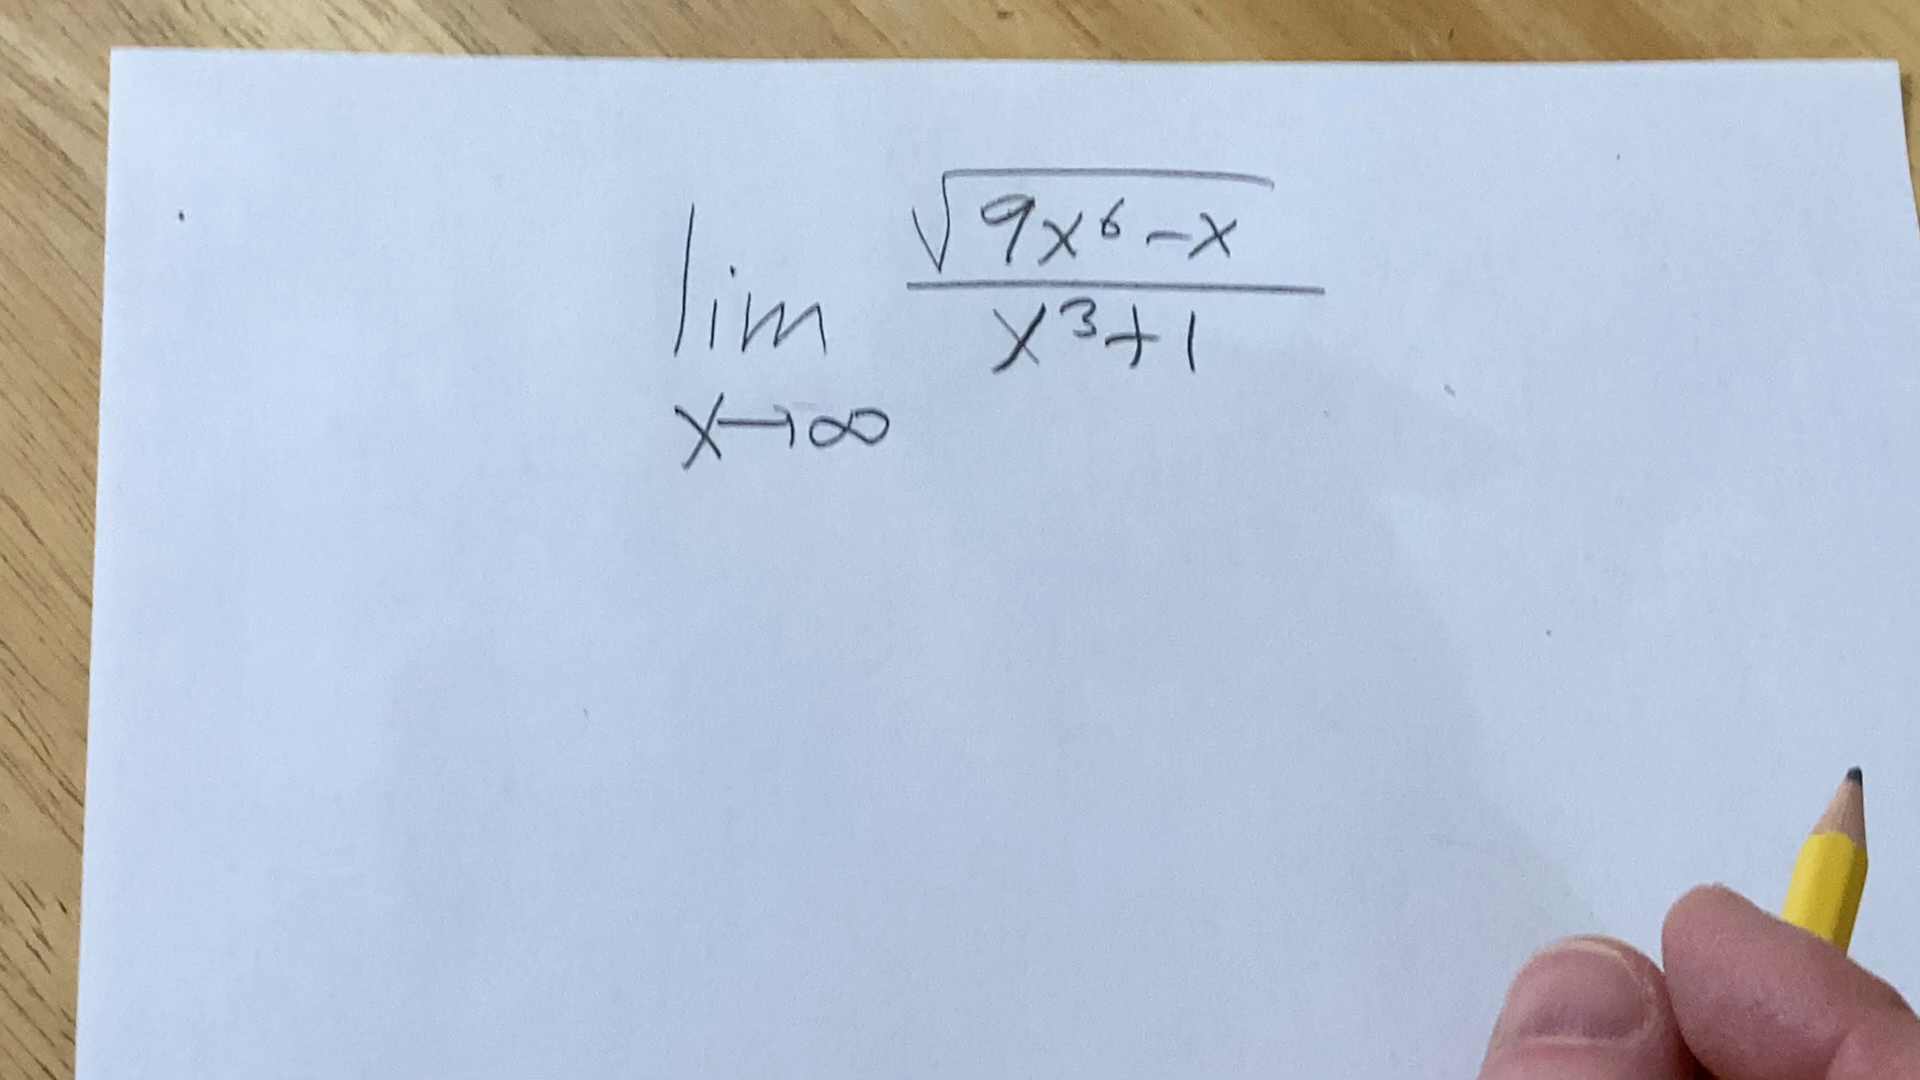 lim √(9x⁶-x) / (x³+1)
x→∞